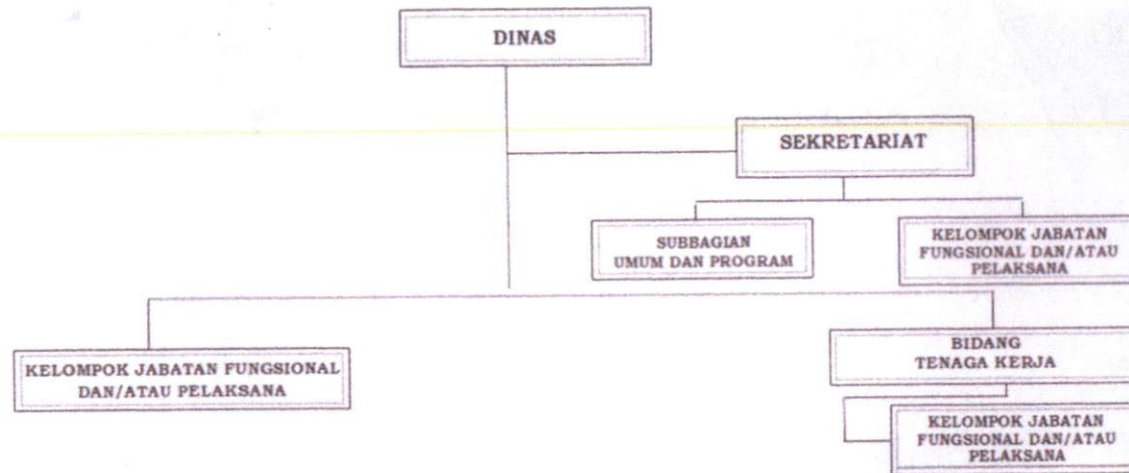 DINAS
SEKRETARIAT
SUBBAGIAN
UMUM DAN PROGRAM
KELOMPOK JABATAN
FUNGSIONAL DAN/ATAU
PELAKSANA
KELOMPOK JABATAN FUNGSIONAL
DAN/ATAU PELAKSANA
BIDANG
TENAGA KERJA
KELOMPOK JABATAN
FUNGSIONAL DAN/ATAU
PELAKSANA